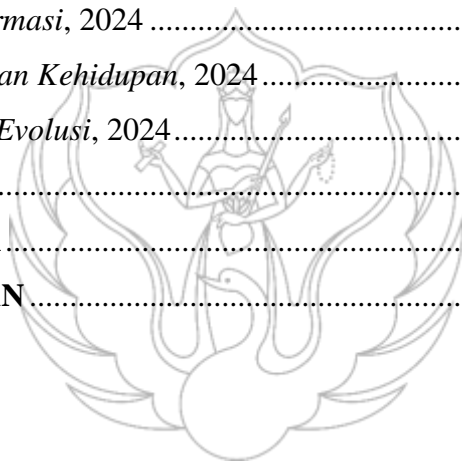 rmasi, 2024 ........................................
an Kehidupan, 2024 .........................
Evolusi, 2024 .....................................
...........................................................
...........................................................
N ........................................................